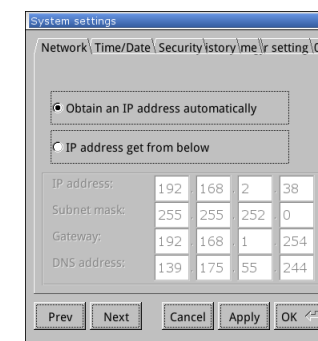 System settings
Network Time/Date Security istory me r setting
Obtain an IP address automatically
IP address get from below
IP address: 192 . 168 . 2 . 38
Subnet mask: 255 . 255 . 252 . 0
Gateway: 192 . 168 . 1 . 254
DNS address: 139 . 175 . 55 . 244
Prev Next Cancel Apply OK